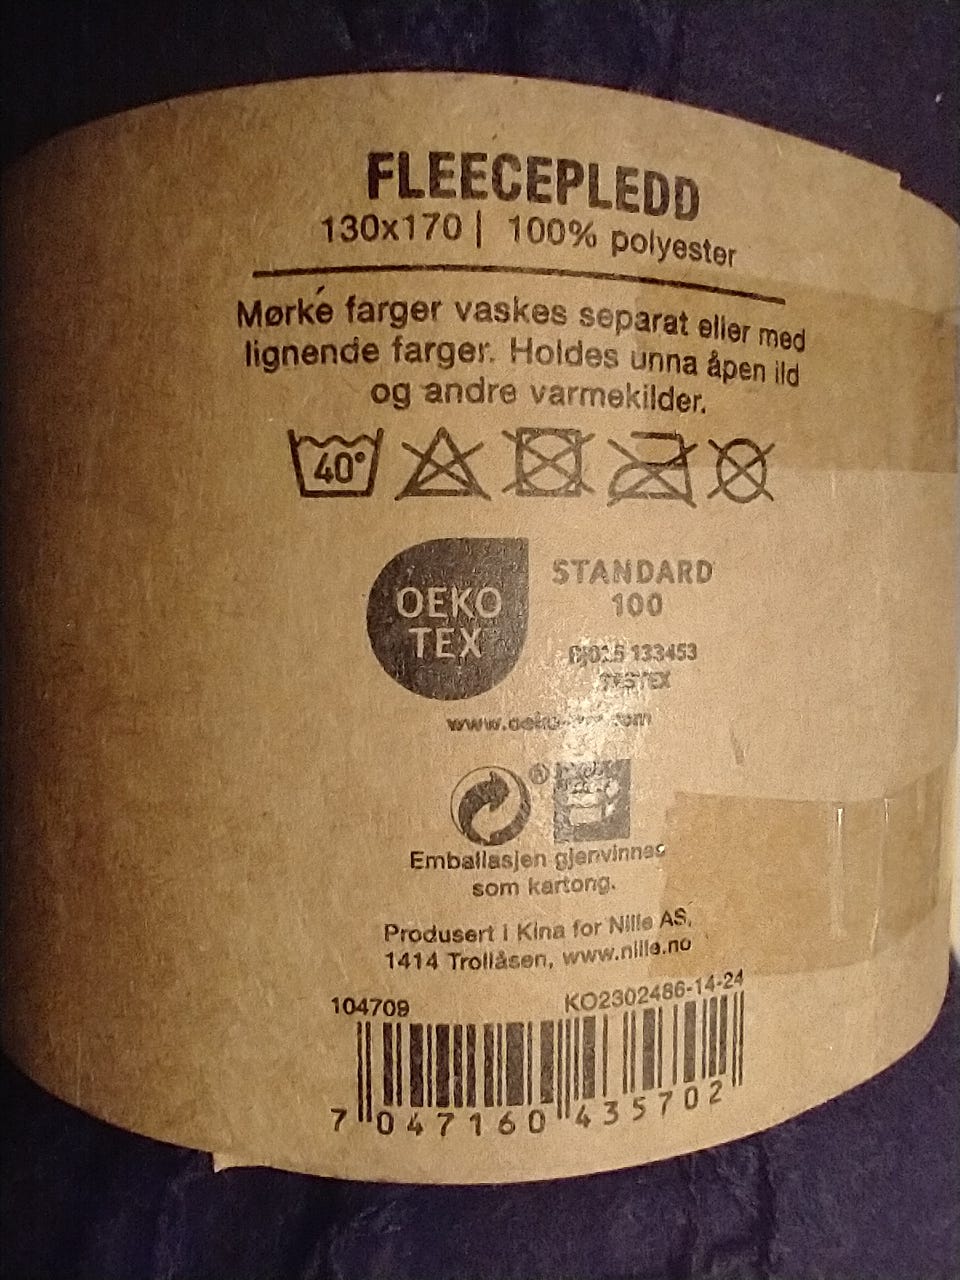 FLEECEPLEDD
130x170 | 100% polyester
Mørke farger vaskes separat eller med
lignende farger. Holdes unna åpen ild
og andre varmekilder.
40°
OEKO
TEX
STANDARD
100
133453
TESTEX
®
Emballasjen gjenvinnes
som kartong.
Produsert i Kina for Nille AS,
1414 Trollåsen, www.nille.no
104709 KO2302486-14-24
7 047160 435702